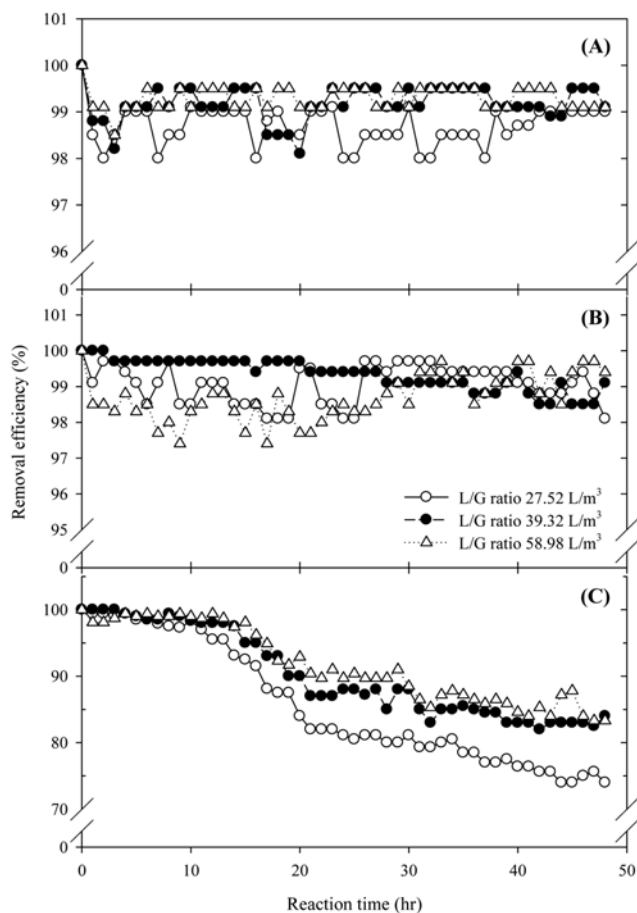 101
100
99
98
97
96
0
(A)
Removal efficiency (%)
100
99
98
97
96
95
0
(B)
L/G ratio 27.52 L/m³
L/G ratio 39.32 L/m³
L/G ratio 58.98 L/m³
100
90
80
70
0
(C)
0 10 20 30 40 50
Reaction time (hr)